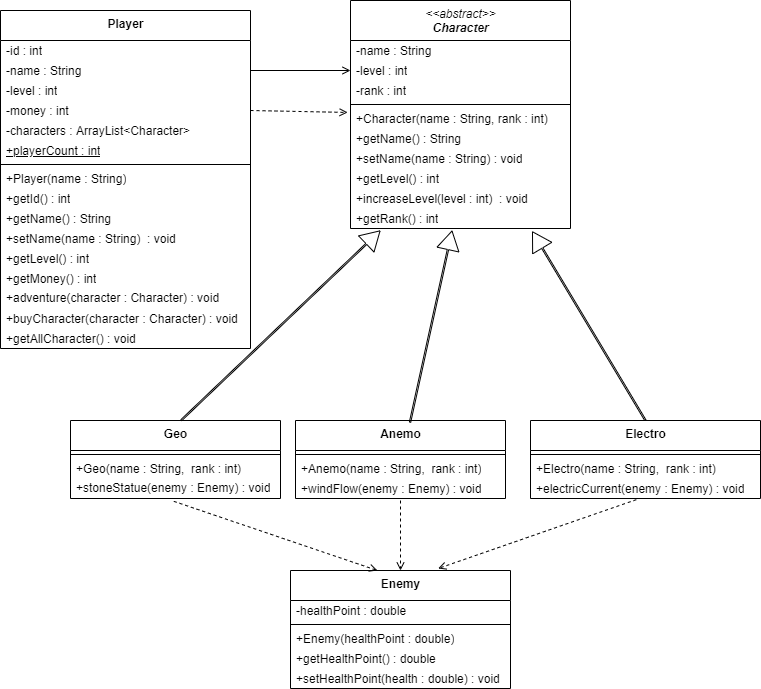 Player
-id : int
-name : String
-level : int
-money : int
-characters : ArrayList<Character>
+playerCount : int
+Player(name : String)
+getId() : int
+getName() : String
+setName(name : String)  : void
+getLevel() : int
+getMoney() : int
+adventure(character : Character) : void
+buyCharacter(character : Character) : void
+getAllCharacter() : void
<<abstract>>
Character
-name : String
-level : int
-rank : int
+Character(name : String, rank : int)
+getName() : String
+setName(name : String) : void
+getLevel() : int
+increaseLevel(level : int)  : void
+getRank() : int
Geo
+Geo(name : String,  rank : int)
+stoneStatue(enemy : Enemy) : void
Anemo
+Anemo(name : String,  rank : int)
+windFlow(enemy : Enemy) : void
Electro
+Electro(name : String,  rank : int)
+electricCurrent(enemy : Enemy) : void
Enemy
-healthPoint : double
+Enemy(healthPoint : double)
+getHealthPoint() : double
+setHealthPoint(health : double) : void